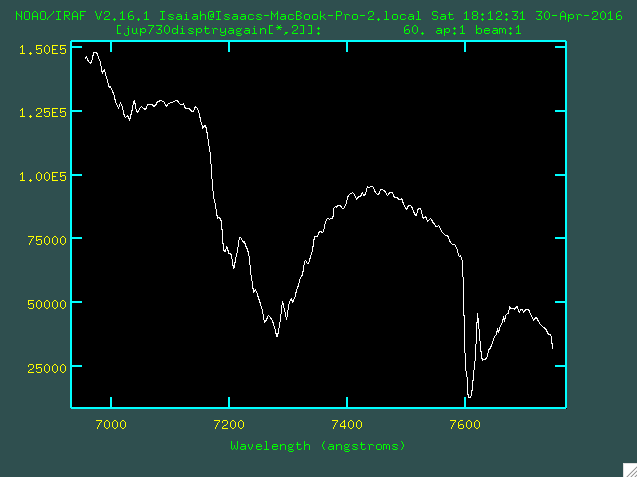 NOAO/IRAF V2.16.1 Isaiah@Isaacs-MacBook-Pro-2.local Sat 18:12:31 30-Apr-2016
[jup730disptryagain[*,2]]: 60. ap:1 beam:1
1.50E5
1.25E5
1.00E5
75000
50000
25000
7000 7200 7400 7600
Wavelength (angstroms)